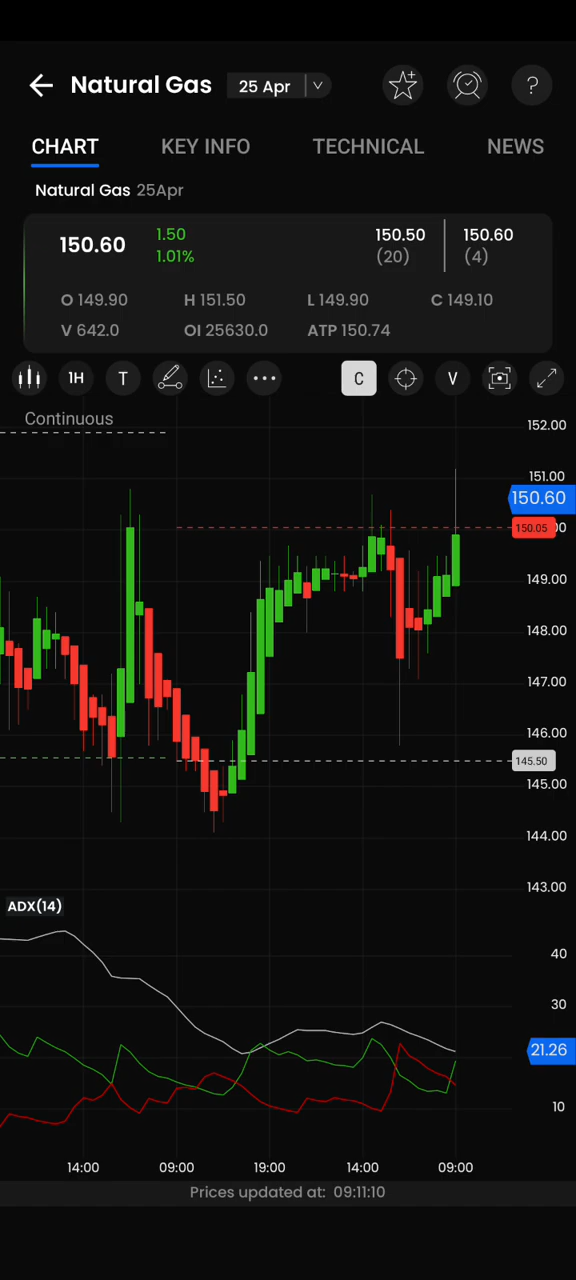 Natural Gas 25 Apr ?
CHART KEY INFO TECHNICAL NEWS
Natural Gas 25Apr
150.60 1.50 150.50 150.60
1.01% (20) (4)
O 149.90 H 151.50 L 149.90 C 149.10
V 642.0 OI 25630.0 ATP 150.74
1H T C V
Continuous
152.00
151.00
150.60
150.05
149.00
148.00
147.00
146.00
145.50
145.00
144.00
143.00
ADX(14)
40
30
21.26
10
14:00 09:00 19:00 14:00 09:00
Prices updated at: 09:11:10